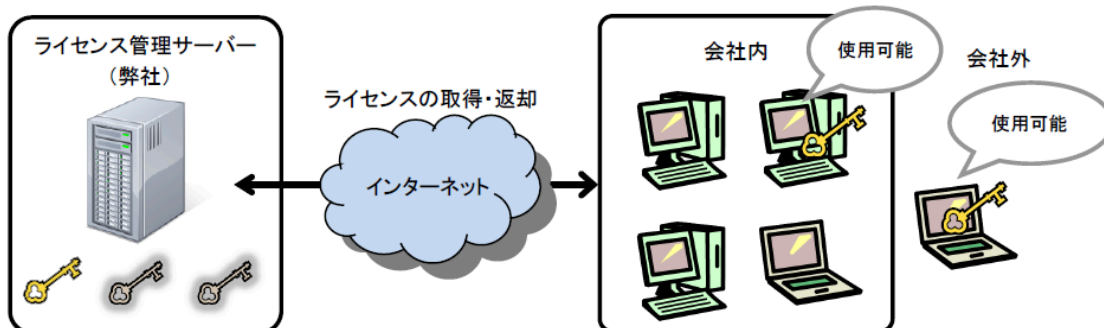 ライセンス管理サーバー
(弊社)
ライセンスの取得・返却
インターネット
会社内
使用可能
会社外
使用可能